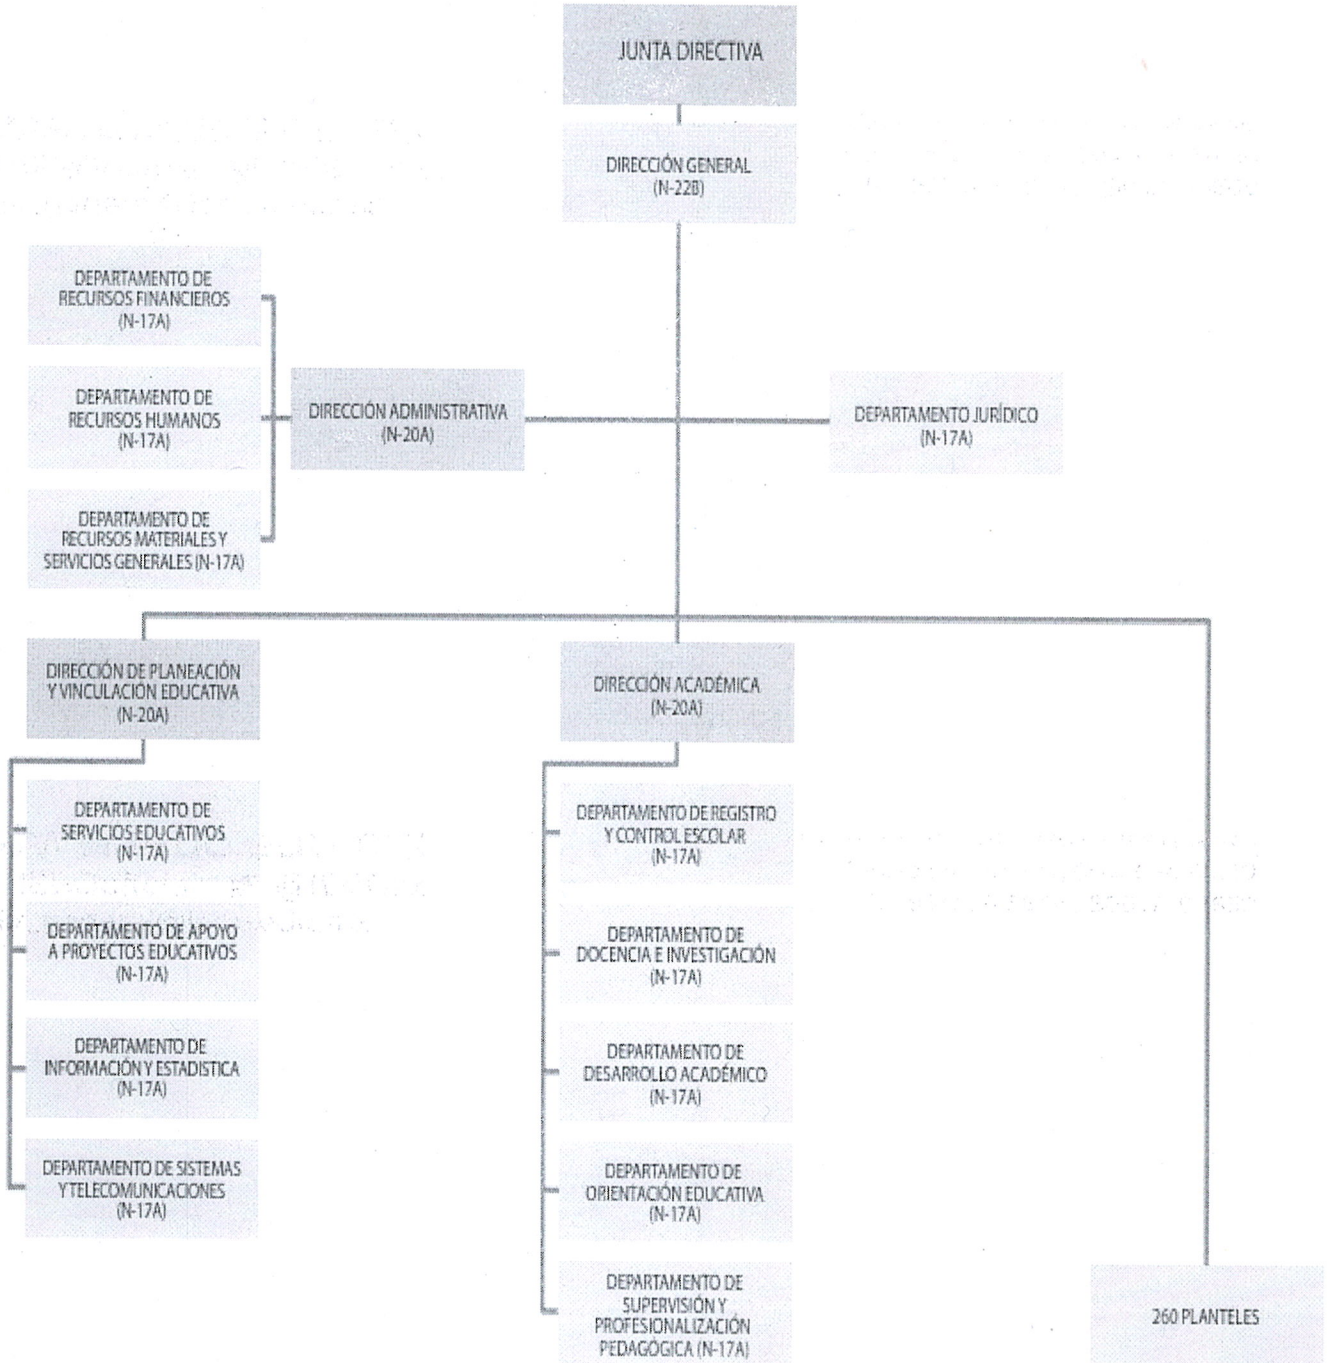 JUNTA DIRECTIVA
DIRECCIÓN GENERAL
(N-22B)
DEPARTAMENTO DE
RECURSOS FINANCIEROS
(N-17A)
DEPARTAMENTO DE
RECURSOS HUMANOS
(N-17A)
DEPARTAMENTO DE
RECURSOS MATERIALES Y
SERVICIOS GENERALES (N-17A)
DIRECCIÓN ADMINISTRATIVA
(N-20A)
DEPARTAMENTO JURÍDICO
(N-17A)
DIRECCIÓN DE PLANEACIÓN
Y VINCULACIÓN EDUCATIVA
(N-20A)
DEPARTAMENTO DE
SERVICIOS EDUCATIVOS
(N-17A)
DEPARTAMENTO DE APOYO
A PROYECTOS EDUCATIVOS
(N-17A)
DEPARTAMENTO DE
INFORMACIÓN Y ESTADISTICA
(N-17A)
DEPARTAMENTO DE SISTEMAS
Y TELECOMUNICACIONES
(N-17A)
DIRECCIÓN ACADÉMICA
(N-20A)
DEPARTAMENTO DE REGISTRO
Y CONTROL ESCOLAR
(N-17A)
DEPARTAMENTO DE
DOCENCIA E INVESTIGACIÓN
(N-17A)
DEPARTAMENTO DE
DESARROLLO ACADÉMICO
(N-17A)
DEPARTAMENTO DE
ORIENTACIÓN EDUCATIVA
(N-17A)
DEPARTAMENTO DE
SUPERVISIÓN Y
PROFESIONALIZACIÓN
PEDAGÓGICA (N-17A)
260 PLANTELES